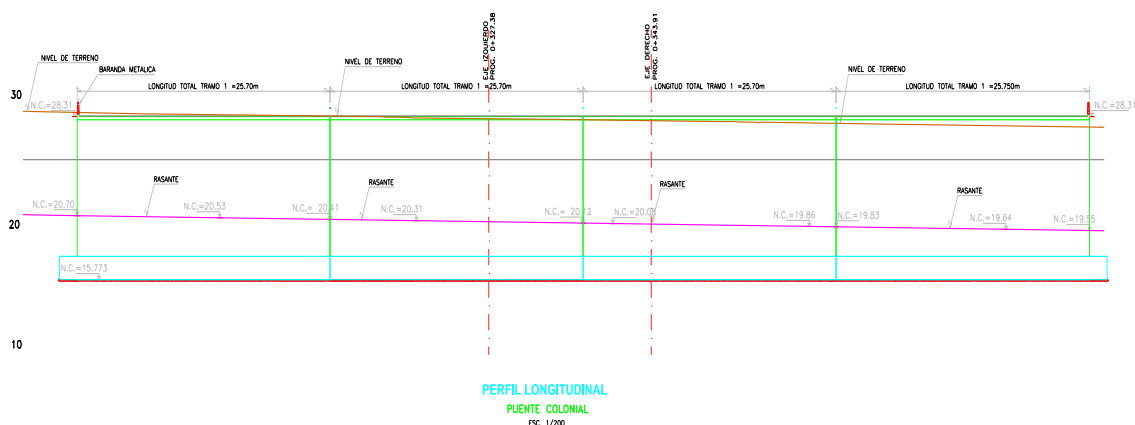 EJE IZQUIERDO
PROG. 0+327.38
EJE DERECHO
PROG. 0+343.91
NIVEL DE TERRENO
BARANDA METALICA
NIVEL DE TERRENO
NIVEL DE TERRENO
LONGITUD TOTAL TRAMO 1 =25.70m
LONGITUD TOTAL TRAMO 1 =25.70m
LONGITUD TOTAL TRAMO 1 =25.70m
LONGITUD TOTAL TRAMO 1 =25.750m
30
N.C.=28.31
N.C.=28.31
RASANTE
RASANTE
RASANTE
RASANTE
N.C.=20.70
N.C.=20.53
N.C.= 20.41
N.C.=20.31
N.C.= 20.12
N.C.=20.08
N.C.=19.86
N.C.=19.83
N.C.=19.64
N.C.=19.55
20
N.C.=15.773
10
PERFIL LONGITUDINAL
PUENTE COLONIAL
ESC. 1/200